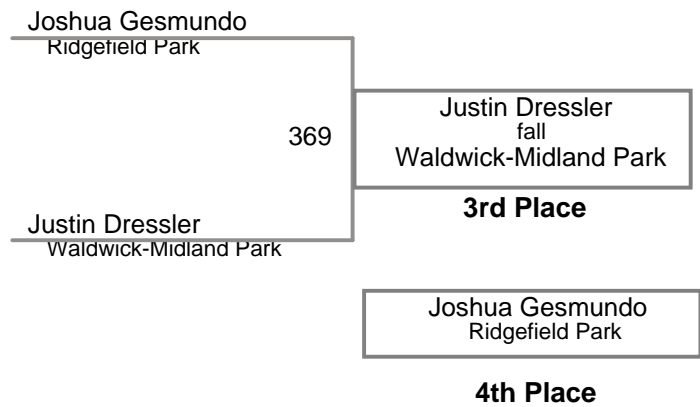 Joshua Gesmundo
Ridgefield Park
369
Justin Dressler
fall
Waldwick-Midland Park
3rd Place
Justin Dressler
Waldwick-Midland Park
Joshua Gesmundo
Ridgefield Park
4th Place